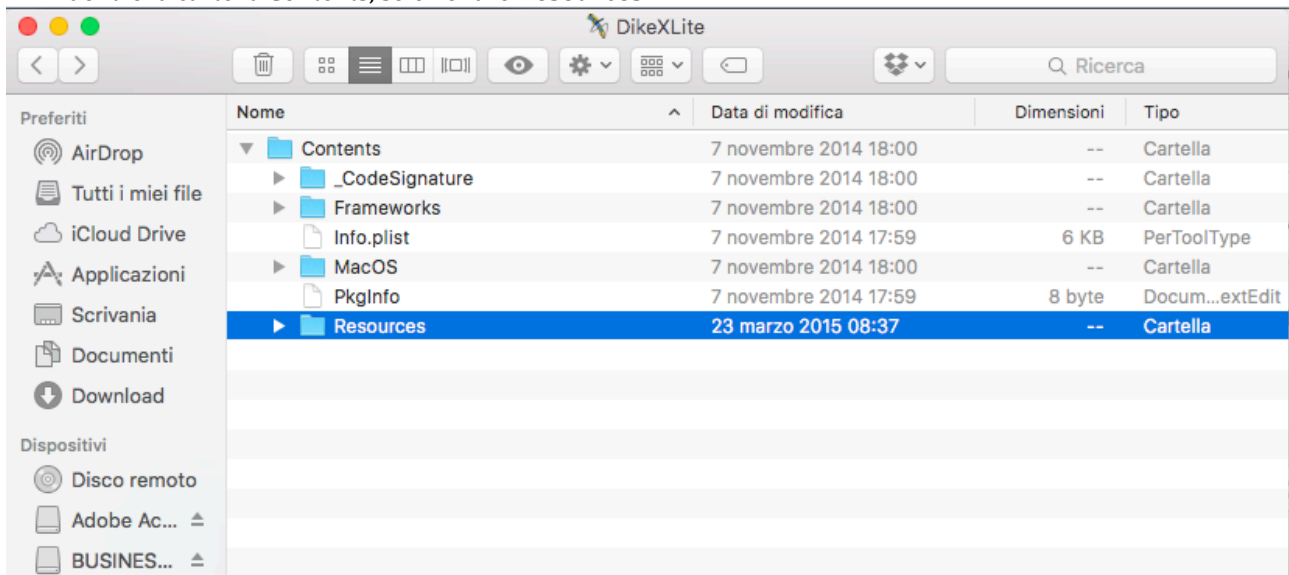 DikeXLite
Ricerca
Preferiti
AirDrop
Tutti i miei file
iCloud Drive
Applicazioni
Scrivania
Documenti
Download
Dispositivi
Disco remoto
Adobe Ac...
BUSINES...
Nome Data di modifica Dimensioni Tipo
Contents 7 novembre 2014 18:00 -- Cartella
_CodeSignature 7 novembre 2014 18:00 -- Cartella
Frameworks 7 novembre 2014 18:00 -- Cartella
Info.plist 7 novembre 2014 17:59 6 KB PerToolType
MacOS 7 novembre 2014 18:00 -- Cartella
PkgInfo 7 novembre 2014 17:59 8 byte Docum...extEdit
Resources 23 marzo 2015 08:37 -- Cartella